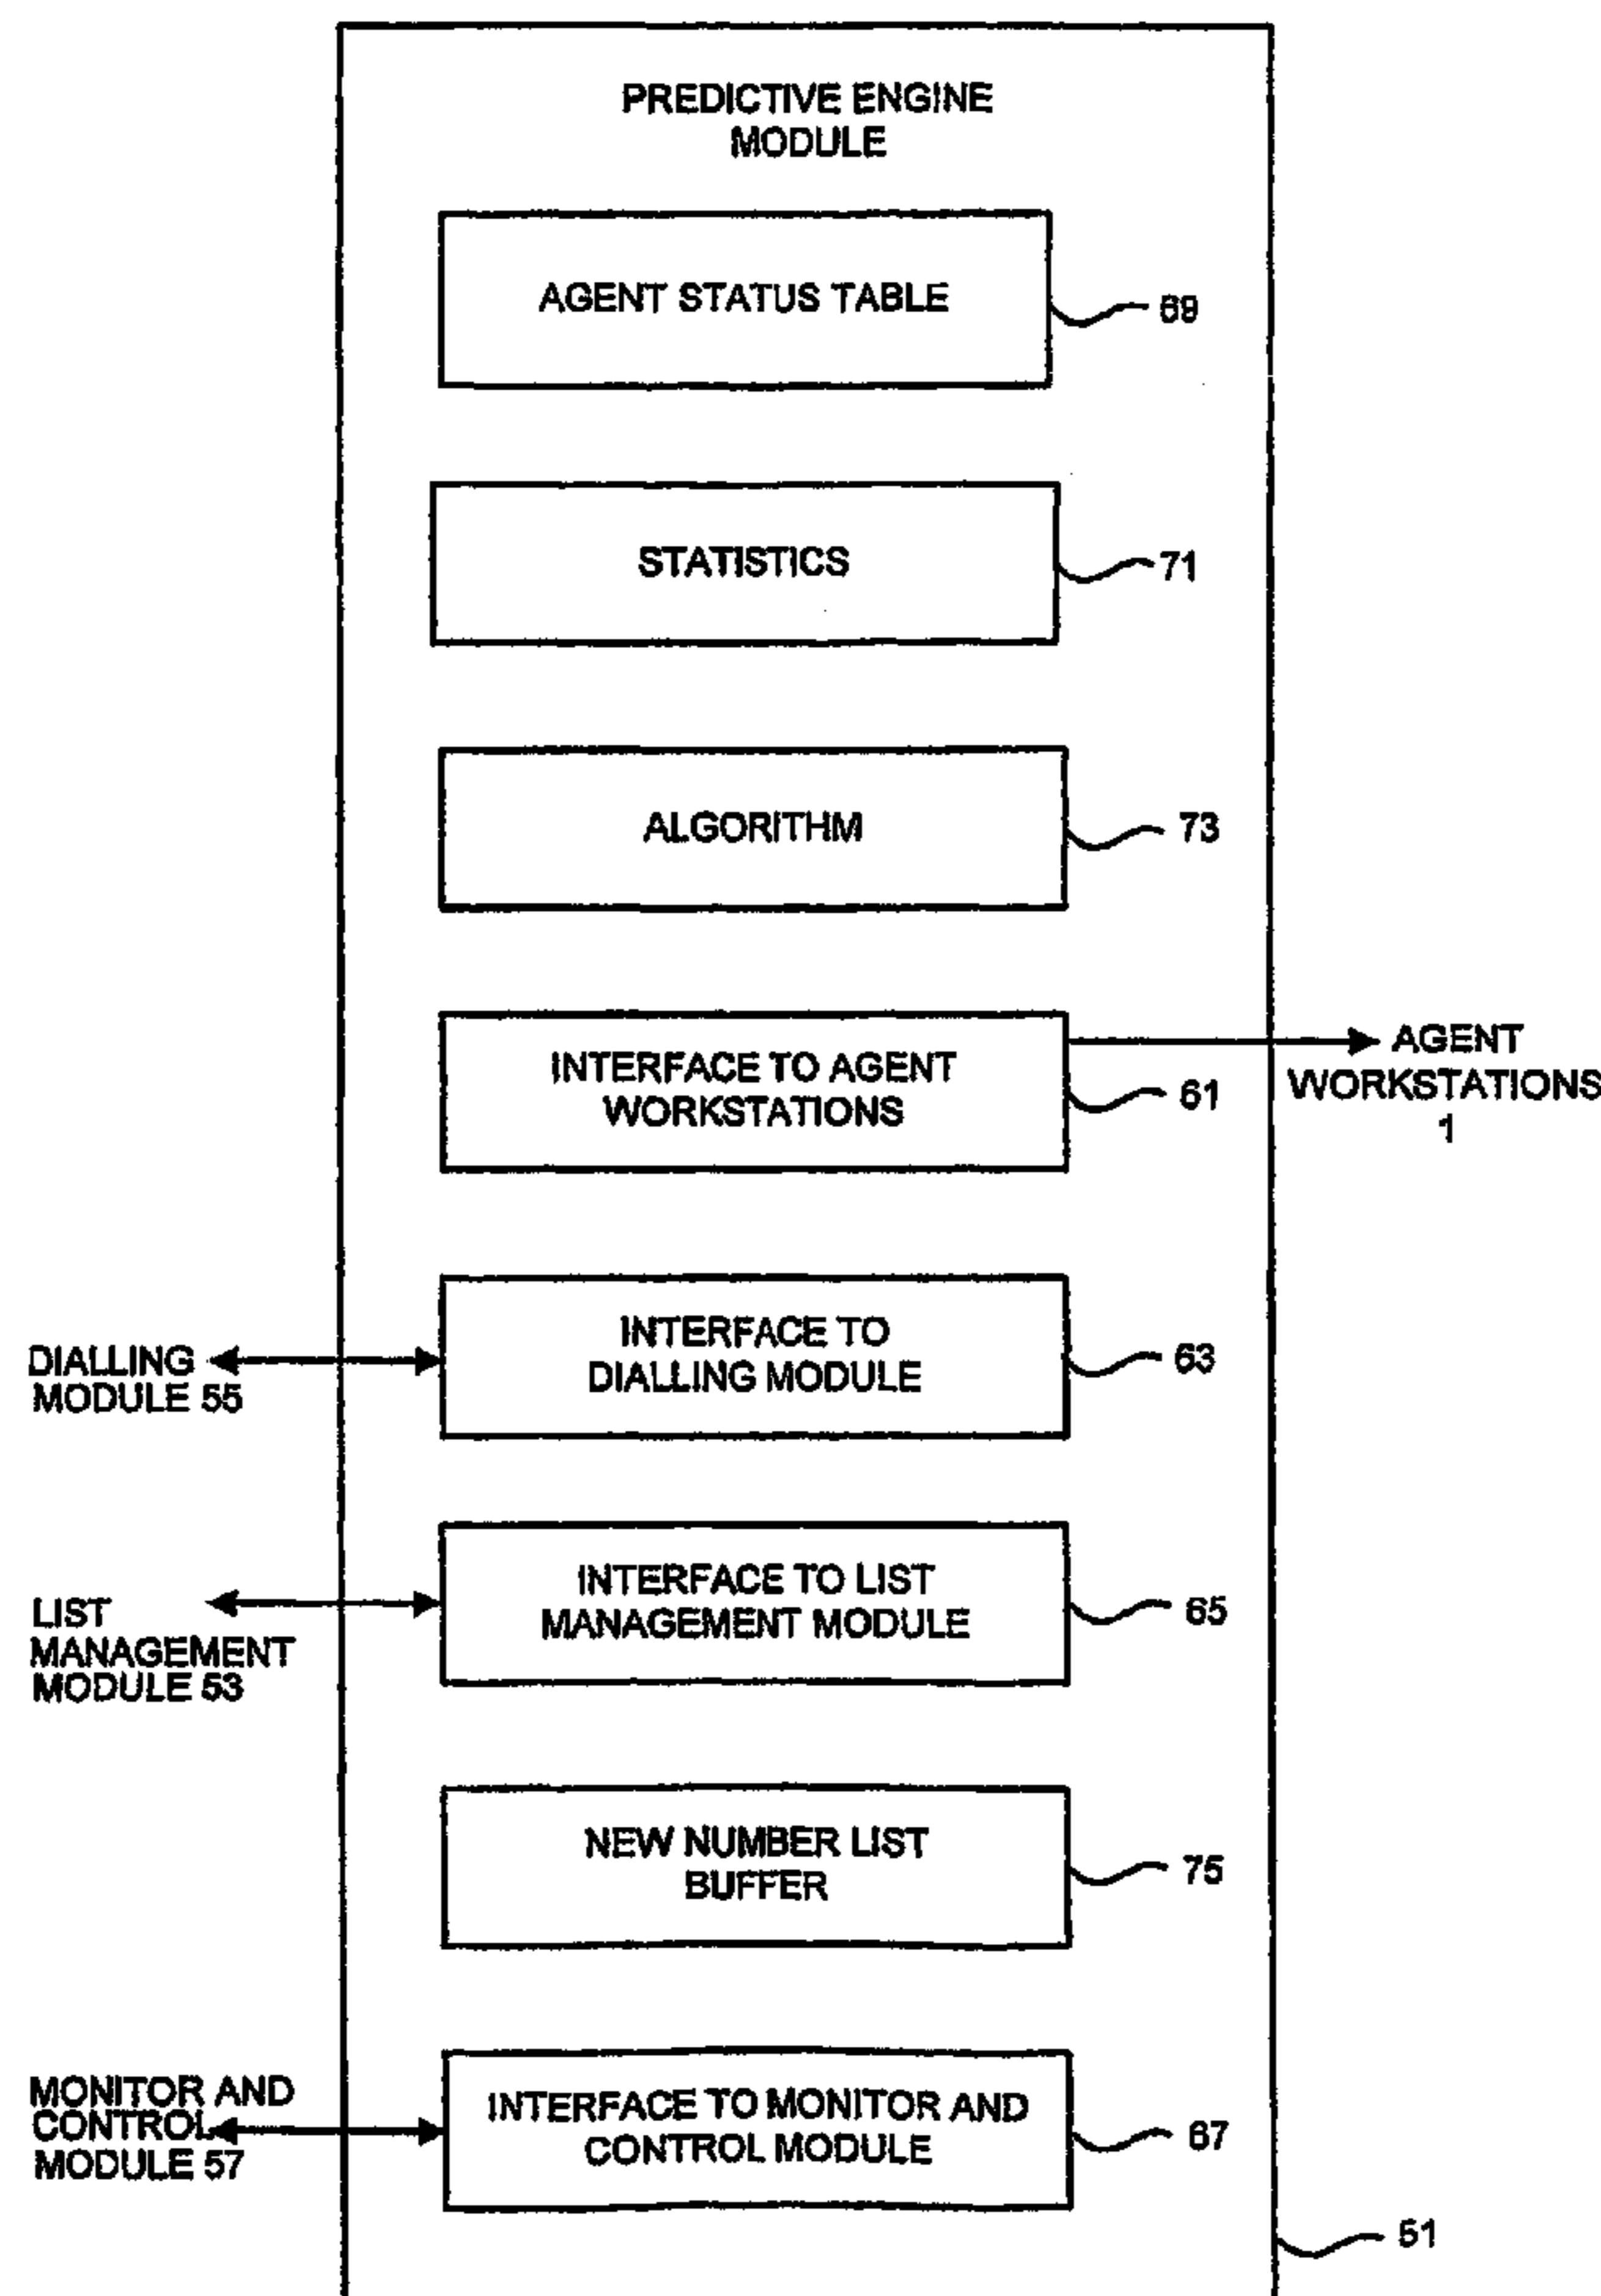 PREDICTIVE ENGINE
MODULE
AGENT STATUS TABLE
69
STATISTICS
71
ALGORITHM
73
INTERFACE TO AGENT
WORKSTATIONS
61
AGENT
WORKSTATIONS
1
DIALLING
MODULE 55
INTERFACE TO
DIALLING MODULE
63
LIST
MANAGEMENT
MODULE 53
INTERFACE TO LIST
MANAGEMENT MODULE
65
NEW NUMBER LIST
BUFFER
75
MONITOR AND
CONTROL
MODULE 57
INTERFACE TO MONITOR AND
CONTROL MODULE
67
51